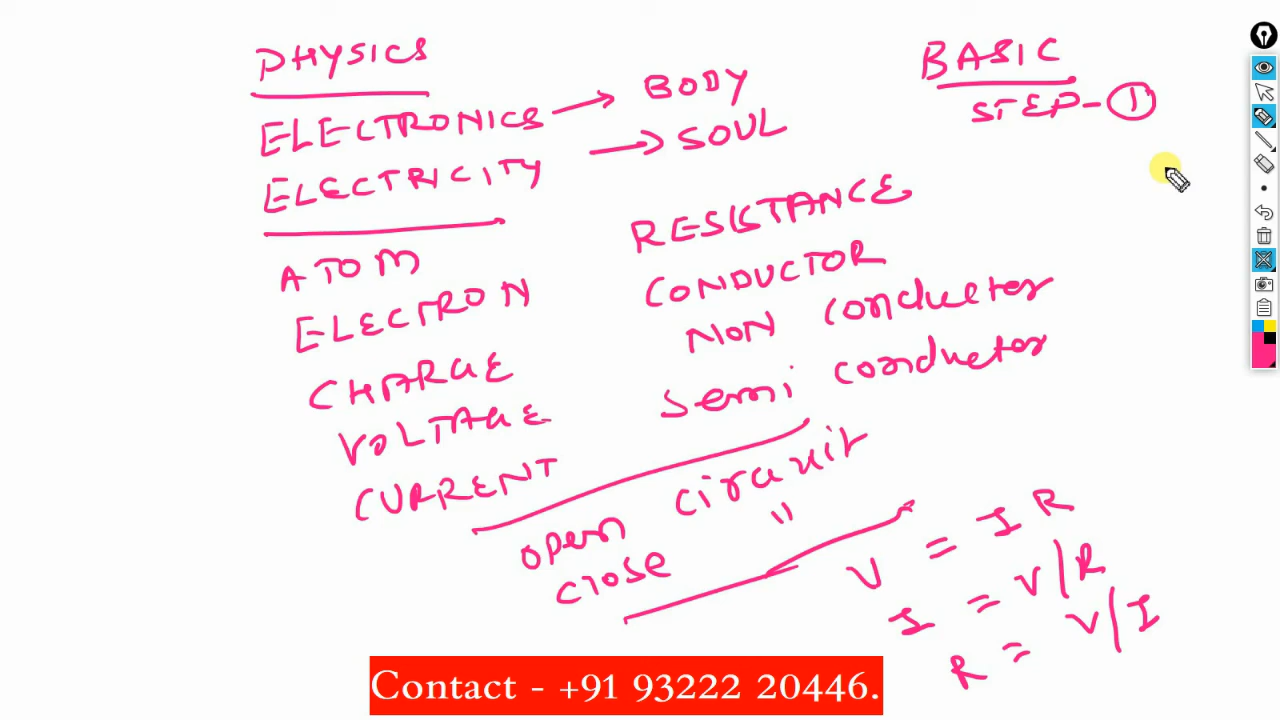 PHYSICS
ELECTRONICS → BODY
ELECTRICITY → SOUL
ATOM
ELECTRON
CHARGE
VOLTAGE
CURRENT
BASIC
STEP-1
RESISTANCE
CONDUCTOR
NON conductor
Semi conductor
open circuit
close "
V = IR
I = V/R
R = V/I
Contact - +91 93222 20446.